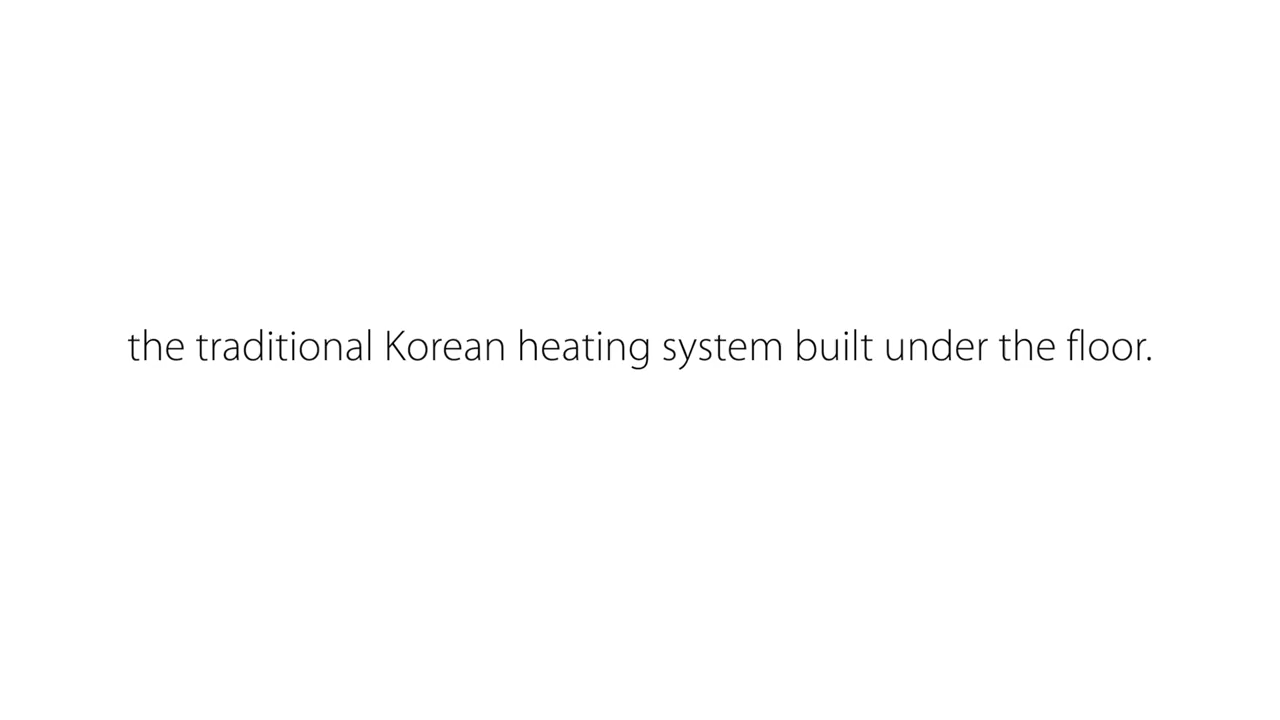 the traditional Korean heating system built under the floor.